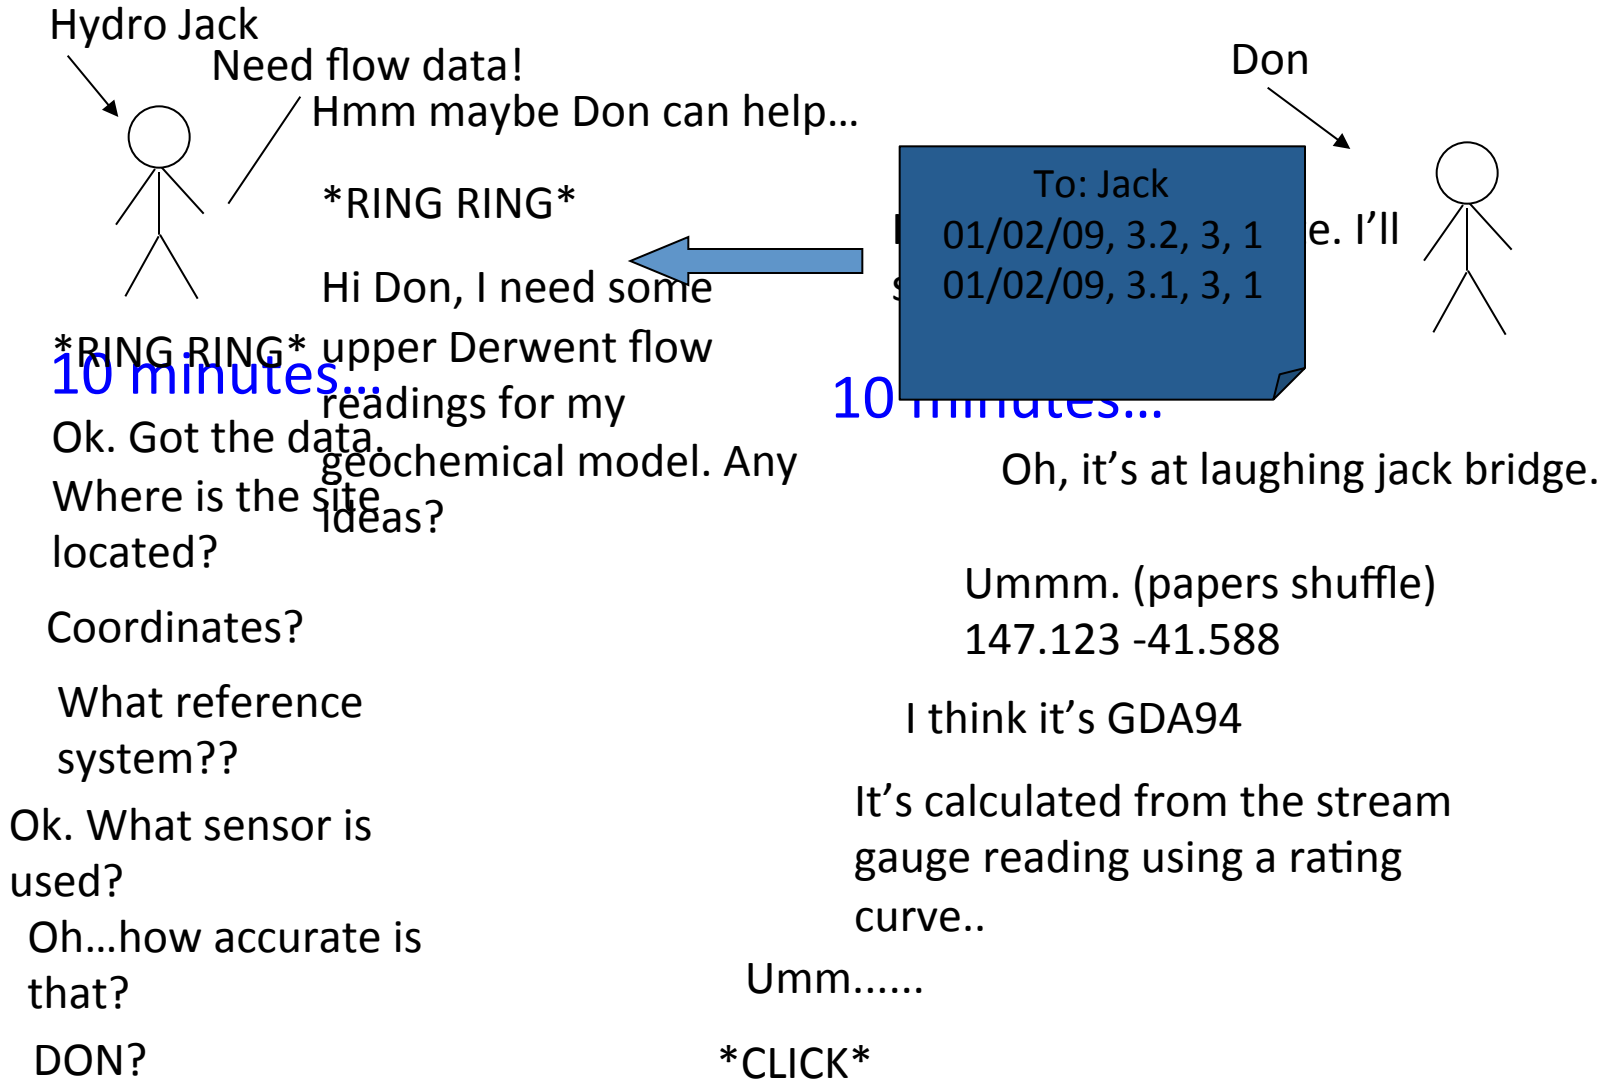 Hydro Jack
Need flow data!
Hmm maybe Don can help…
Don
*RING RING*
Hi Don, I need some
upper Derwent flow
readings for my
geochemical model. Any
ideas?
e. I’ll
To: Jack
01/02/09, 3.2, 3, 1
01/02/09, 3.1, 3, 1
10 minutes…
10 minutes…
*RING RING*
Ok. Got the data.
Where is the site
located?
Oh, it’s at laughing jack bridge.
Coordinates?
Ummm. (papers shuffle)
147.123 -41.588
What reference
system??
I think it’s GDA94
Ok. What sensor is
used?
It’s calculated from the stream
gauge reading using a rating
curve..
Oh…how accurate is
that?
Umm......
DON?
*CLICK*